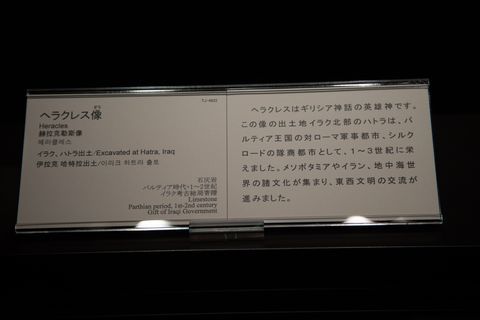 TJ-4822
ぞう
ヘラクレス像
Heracles
赫拉克勒斯像
헤라클레스
イラク、ハトラ出土/Excavated at Hatra, Iraq
伊拉克 哈特拉出土/이라크 하트라 출토
石灰岩
パルティア時代・1~2世紀
イラク考古総局寄贈
Limestone
Parthian period, 1st-2nd century
Gift of Iraqi Government
ヘラクレスはギリシア神話の英雄神です。
この像の出土地イラク北部のハトラは、パ
ルティア王国の対ローマ軍事都市、シルク
ロードの隊商都市として、1~3世紀に栄
えました。メソポタミアやイラン、地中海世
界の諸文化が集まり、東西文明の交流が
進みました。